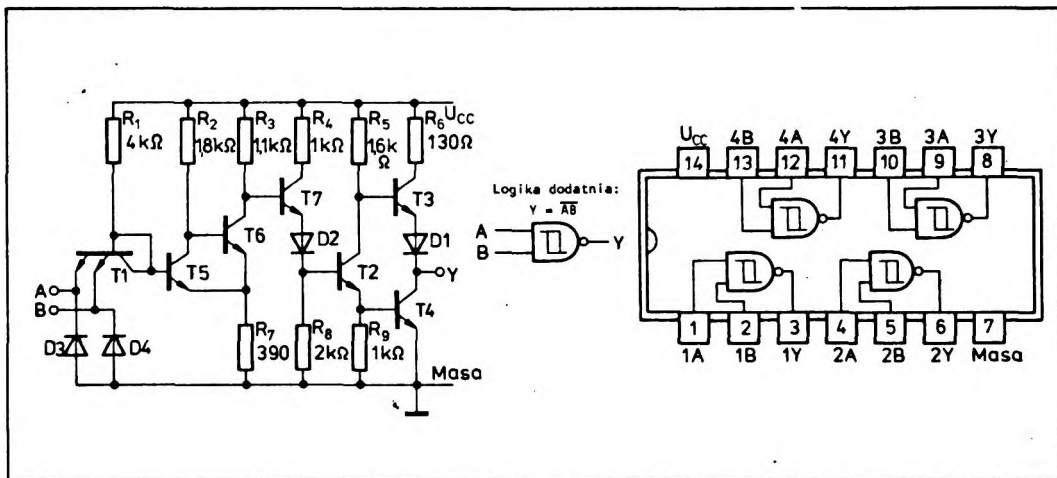 R1 4kΩ
R2 1,8kΩ
R3 1,1kΩ
R4 1kΩ
R5 1,6k Ω
UCC
R6 130Ω
T7
T3
T6
D2
D1
T1
T5
T2
Y
A
B
T4
D3
D4
R7 390
R8 2kΩ
R9 1kΩ
Masa
Logika dodatnia:
Y = AB
A
B
Y
UCC 4B 4A 4Y 3B 3A 3Y
14 13 12 11 10 9 8
1 2 3 4 5 6 7
1A 1B 1Y 2A 2B 2Y Masa